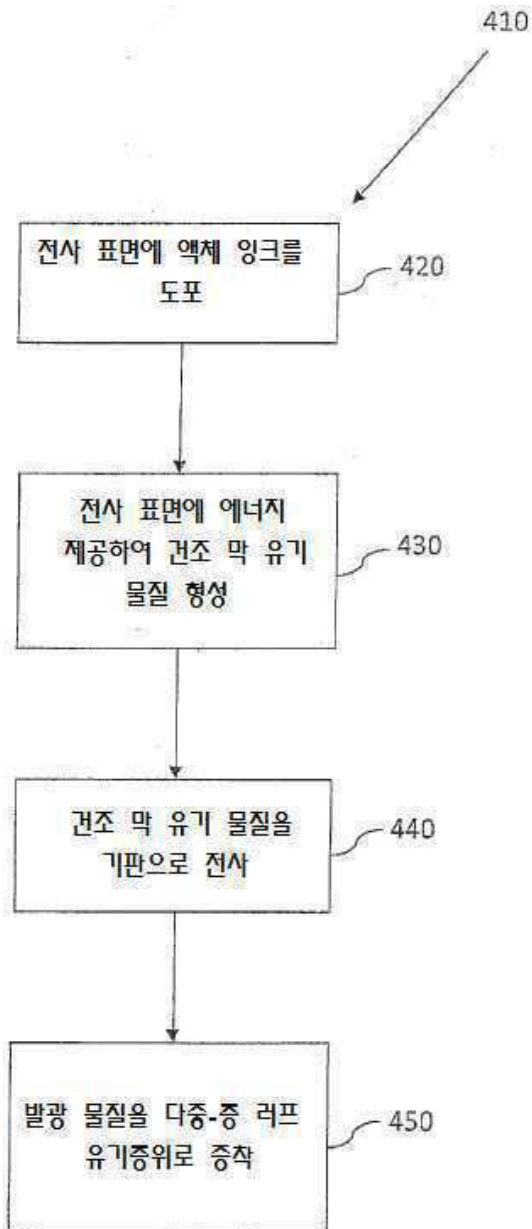 410
전사 표면에 액체 잉크를
도포
420
전사 표면에 에너지
제공하여 건조 막 유기
물질 형성
430
건조 막 유기 물질을
기판으로 전사
440
발광 물질을 다중-증 러프
유기증위로 증착
450